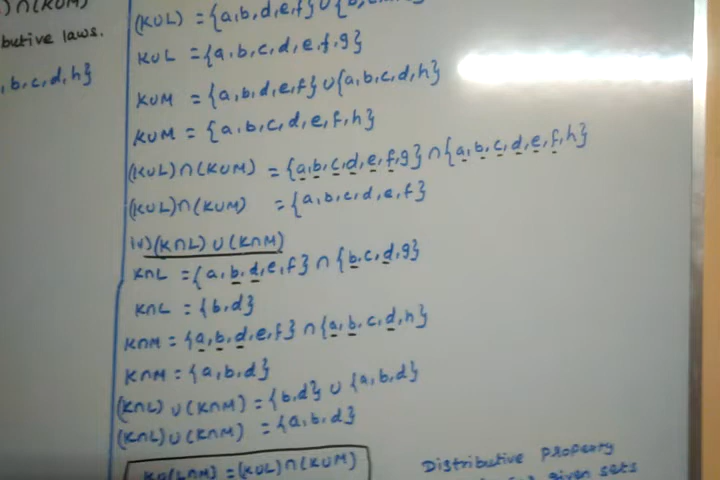 )∩(KUM)
butive laws.
, b, c, d, h}
(KUL) = {a,b,d,e,f} U {b,
KUL = {a,b,c,d,e,f,g}
KUM = {a,b,d,e,f} U {a,b,c,d,h}
KUM = {a,b,c,d,e,f,h}
(KUL)∩(KUM) = {a,b,c,d,e,f,g} ∩ {a,b,c,d,e,f,h}
(KUL)∩(KUM) = {a,b,c,d,e,f}
iv) (K∩L) U (K∩M)
K∩L = {a,b,d,e,f} ∩ {b,c,d,g}
K∩L = {b,d}
K∩M = {a,b,d,e,f} ∩ {a,b,c,d,h}
K∩M = {a,b,d}
(K∩L) U (K∩M) = {b,d} U {a,b,d}
(K∩L) U (K∩M) = {a,b,d}
KU(L∩M) = (KUL)∩(KUM)
Distributive Property
given sets